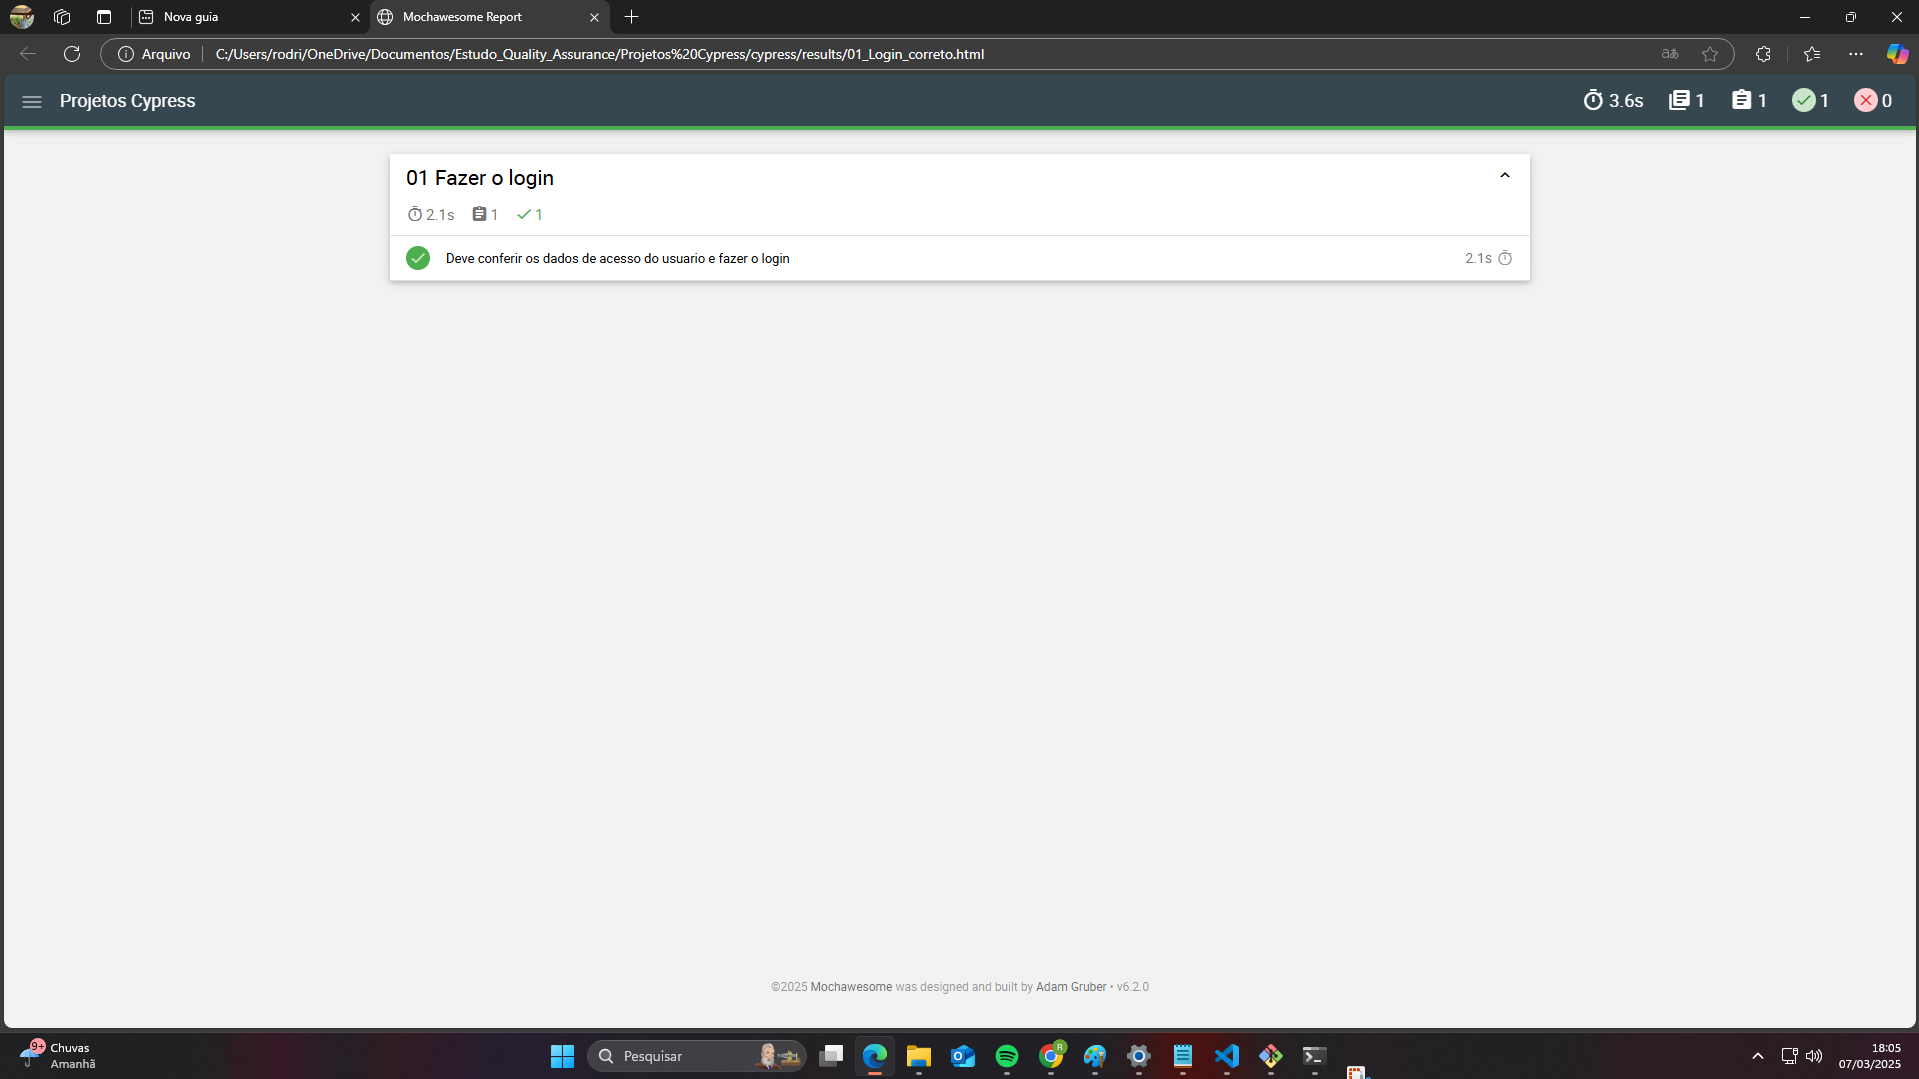 Nova guia
Mochawesome Report
Arquivo
C:/Users/rodri/OneDrive/Documentos/Estudo_Quality_Assurance/Projetos%20Cypress/cypress/results/01_Login_correto.html
Projetos Cypress
3.6s 1 1 1 0
01 Fazer o login
2.1s 1 1
Deve conferir os dados de acesso do usuario e fazer o login
2.1s
©2025 Mochawesome was designed and built by Adam Gruber • v6.2.0
9+
Chuvas
Amanhã
Pesquisar
R
18:05
07/03/2025